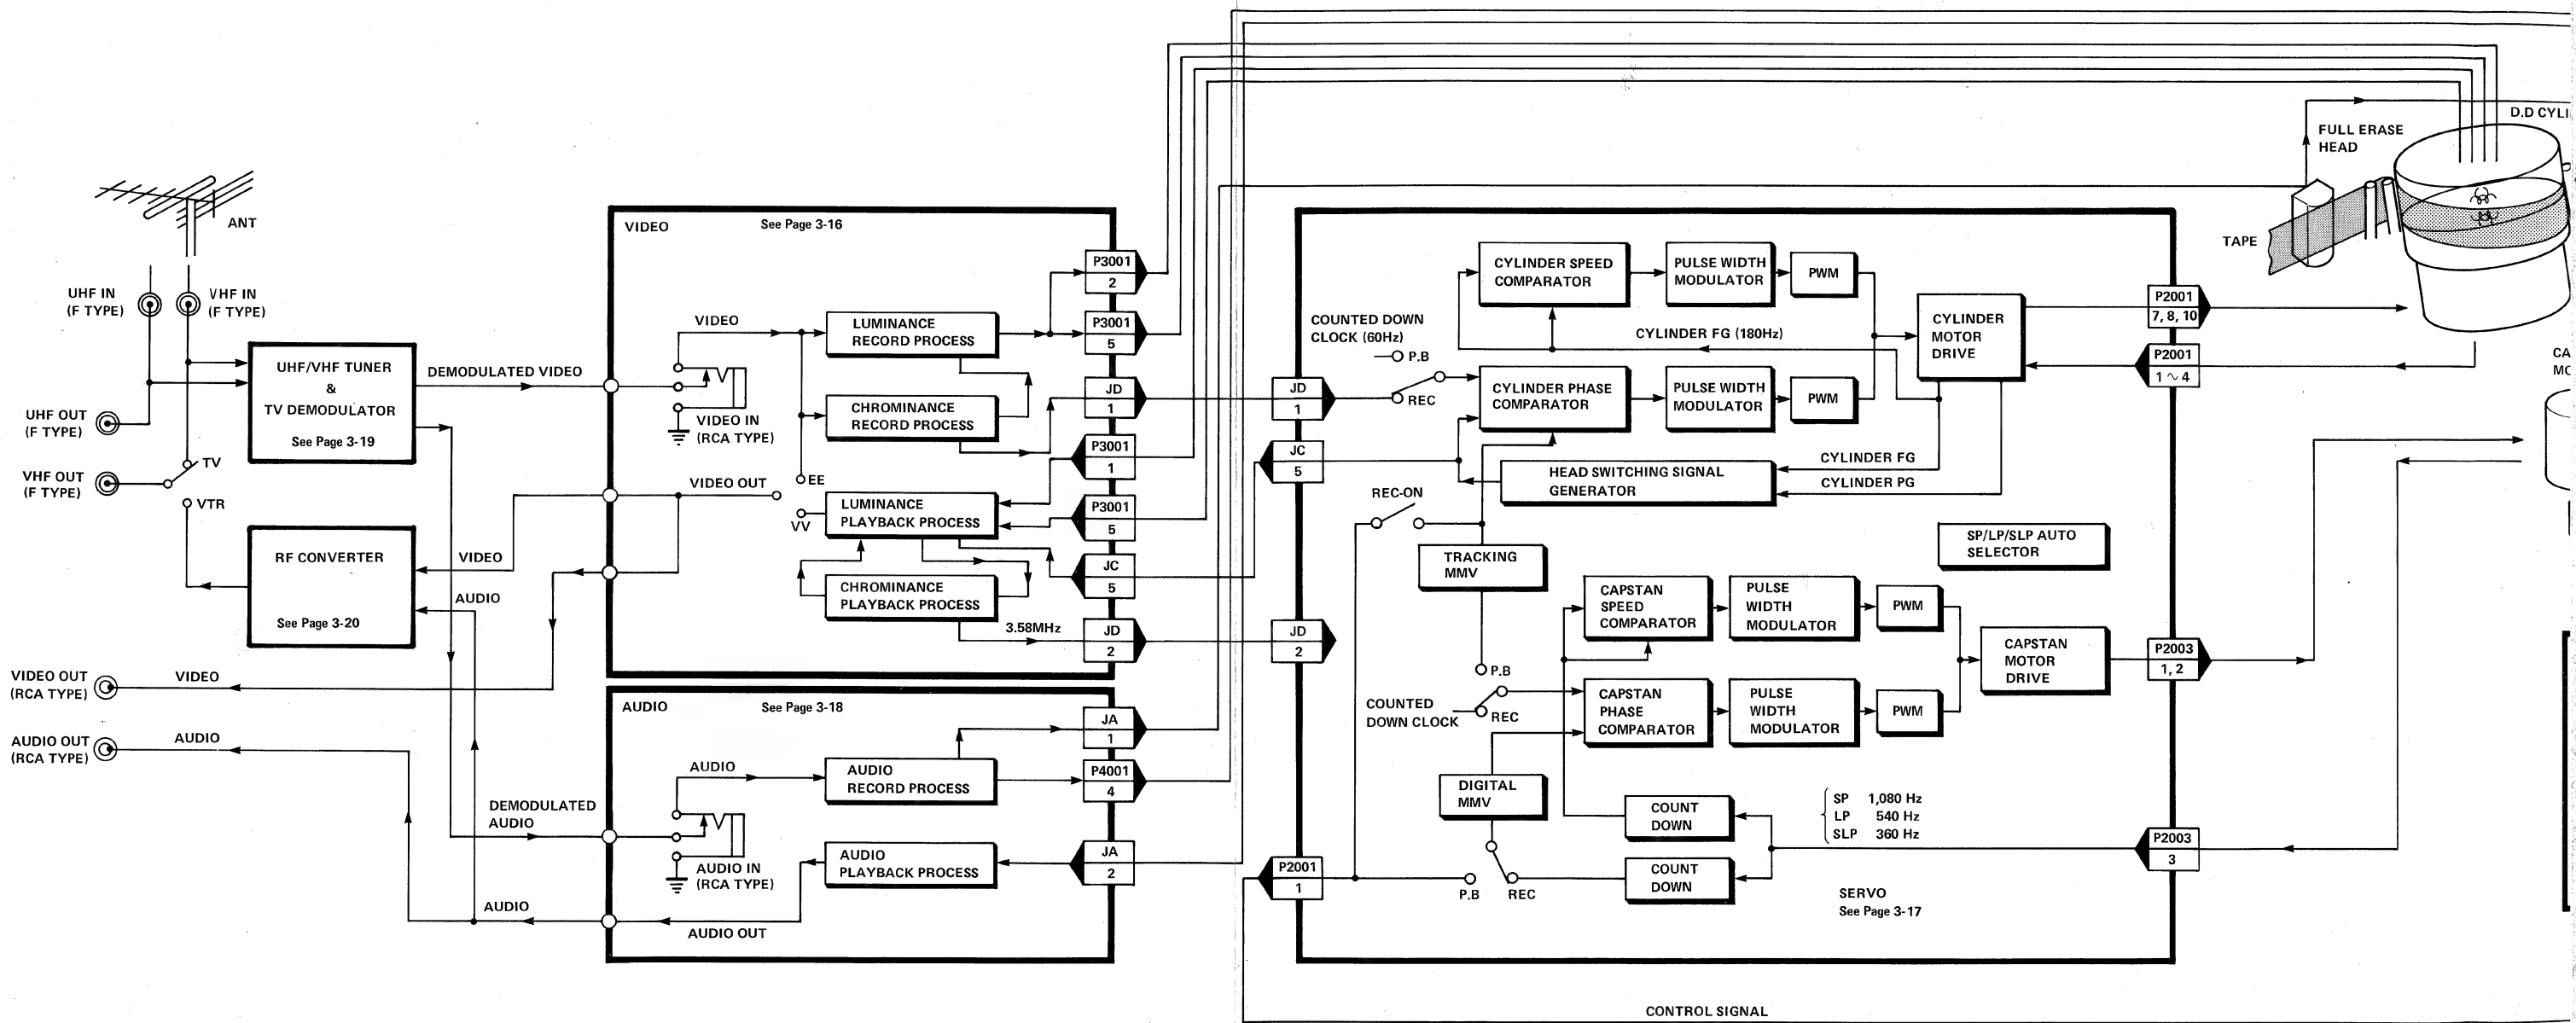 ANT
UHF IN
(F TYPE)
VHF IN
(F TYPE)
UHF OUT
(F TYPE)
VHF OUT
(F TYPE)
TV
VTR
UHF/VHF TUNER
&
TV DEMODULATOR
See Page 3-19
RF CONVERTER
See Page 3-20
DEMODULATED VIDEO
VIDEO
AUDIO
VIDEO OUT
(RCA TYPE)
VIDEO
AUDIO OUT
(RCA TYPE)
AUDIO
DEMODULATED
AUDIO
AUDIO
VIDEO
See Page 3-16
VIDEO
VIDEO IN
(RCA TYPE)
VIDEO OUT
EE
VV
LUMINANCE
RECORD PROCESS
CHROMINANCE
RECORD PROCESS
LUMINANCE
PLAYBACK PROCESS
CHROMINANCE
PLAYBACK PROCESS
3.58MHz
P3001
2
P3001
5
JD
1
P3001
1
P3001
5
JC
5
JD
2
AUDIO
See Page 3-18
AUDIO
AUDIO IN
(RCA TYPE)
AUDIO
RECORD PROCESS
AUDIO
PLAYBACK PROCESS
AUDIO OUT
JA
1
P4001
4
JA
2
JD
1
JC
5
JD
2
P2001
1
COUNTED DOWN
CLOCK (60Hz)
P.B
REC
CYLINDER SPEED
COMPARATOR
PULSE WIDTH
MODULATOR
PWM
CYLINDER FG (180Hz)
CYLINDER PHASE
COMPARATOR
PULSE WIDTH
MODULATOR
PWM
CYLINDER
MOTOR
DRIVE
HEAD SWITCHING SIGNAL
GENERATOR
CYLINDER FG
CYLINDER PG
REC-ON
TRACKING
MMV
SP/LP/SLP AUTO
SELECTOR
CAPSTAN
SPEED
COMPARATOR
PULSE
WIDTH
MODULATOR
PWM
P.B
COUNTED
DOWN CLOCK
REC
CAPSTAN
PHASE
COMPARATOR
PULSE
WIDTH
MODULATOR
PWM
CAPSTAN
MOTOR
DRIVE
DIGITAL
MMV
COUNT
DOWN
COUNT
DOWN
P.B
REC
SP 1,080 Hz
LP 540 Hz
SLP 360 Hz
SERVO
See Page 3-17
P2001
7, 8, 10
P2001
1 ~ 4
P2003
1, 2
P2003
3
FULL ERASE
HEAD
TAPE
D.D CYLI
CA
MC
CONTROL SIGNAL